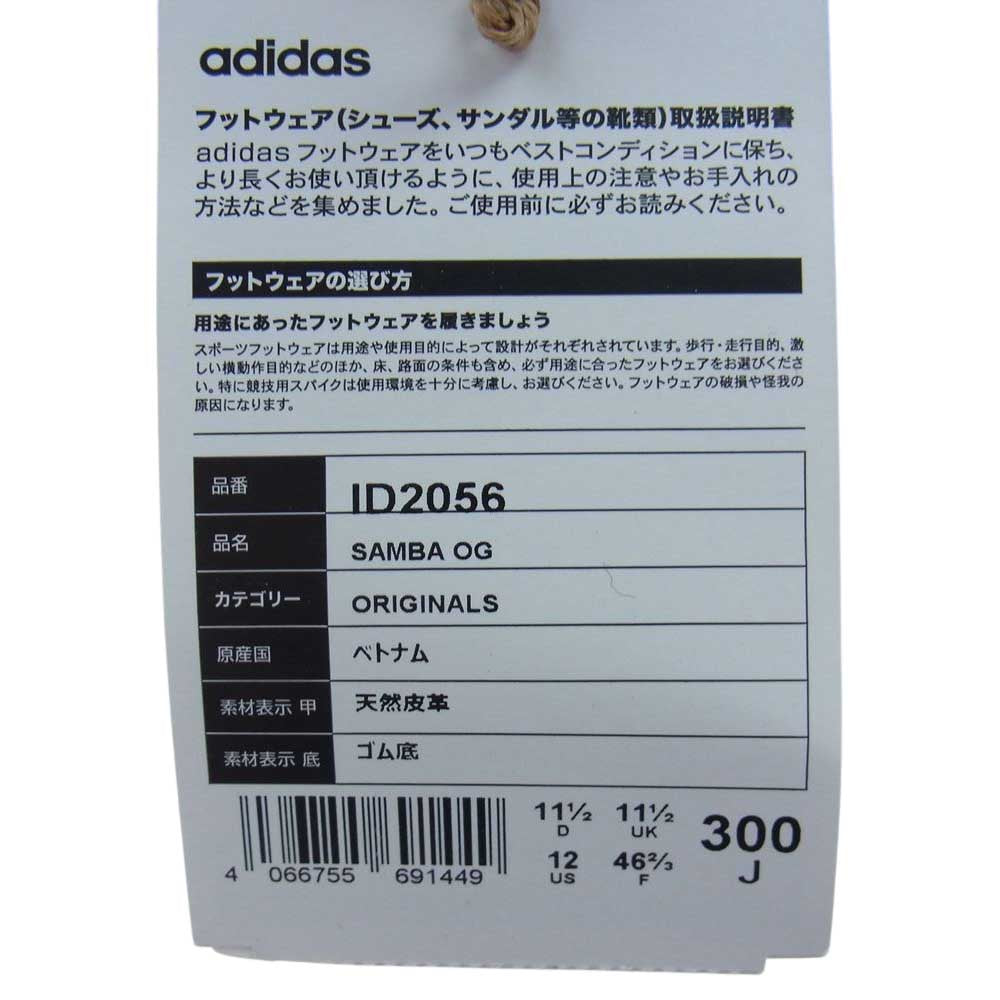 adidas
フットウェア(シューズ、サンダル等の靴類)取扱説明書
adidas フットウェアをいつもベストコンディションに保ち、
より長くお使い頂けるように、使用上の注意やお手入れの
方法などを集めました。ご使用前に必ずお読みください。
フットウェアの選び方
用途にあったフットウェアを履きましょう
スポーツフットウェアは用途や使用目的によって設計がそれぞれされています。歩行・走行目的、激
しい横動作目的などのほか、床、路面の条件も含め、必ず用途に合ったフットウェアをお選びくださ
い。特に競技用スパイクは使用環境を十分に考慮し、お選びください。フットウェアの破損や怪我の
原因になります。
品番 ID2056
品名 SAMBA OG
カテゴリー ORIGINALS
原産国 ベトナム
素材表示 甲 天然皮革
素材表示 底 ゴム底
11½ 11½ 300
D UK J
12 46⅔
US F
4 066755 691449